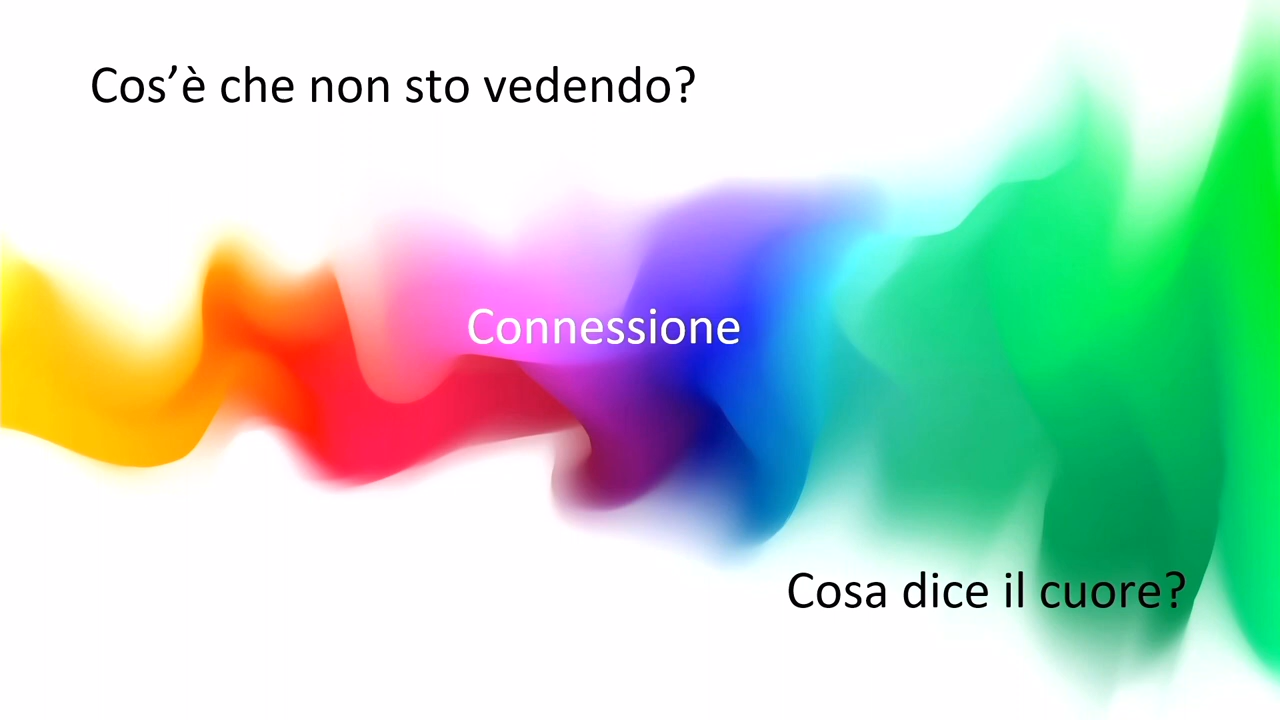 Cos’è che non sto vedendo?
Connessione
Cosa dice il cuore?